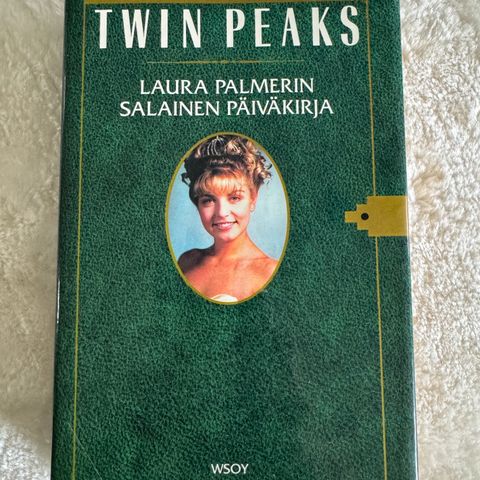 TWIN PEAKS
LAURA PALMERIN
SALAINEN PÄIVÄKIRJA
WSOY